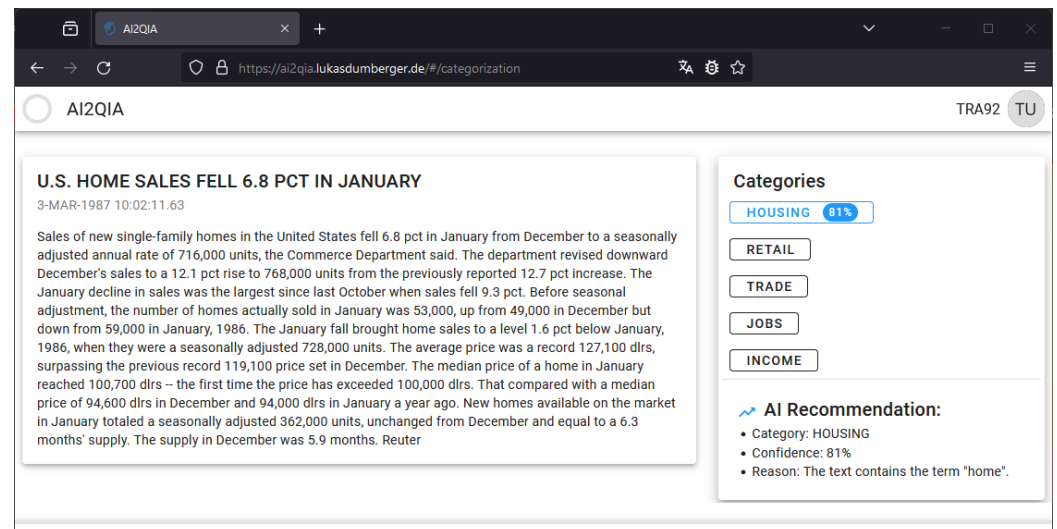 AI2QIA
https://ai2qia.lukasdumberger.de/#/categorization
AI2QIA
TRA92 TU
U.S. HOME SALES FELL 6.8 PCT IN JANUARY
3-MAR-1987 10:02:11.63
Sales of new single-family homes in the United States fell 6.8 pct in January from December to a seasonally
adjusted annual rate of 716,000 units, the Commerce Department said. The department revised downward
December's sales to a 12.1 pct rise to 768,000 units from the previously reported 12.7 pct increase. The
January decline in sales was the largest since last October when sales fell 9.3 pct. Before seasonal
adjustment, the number of homes actually sold in January was 53,000, up from 49,000 in December but
down from 59,000 in January, 1986. The January fall brought home sales to a level 1.6 pct below January,
1986, when they were a seasonally adjusted 728,000 units. The average price was a record 127,100 dlrs,
surpassing the previous record 119,100 price set in December. The median price of a home in January
reached 100,700 dlrs -- the first time the price has exceeded 100,000 dlrs. That compared with a median
price of 94,600 dlrs in December and 94,000 dlrs in January a year ago. New homes available on the market
in January totaled a seasonally adjusted 362,000 units, unchanged from December and equal to a 6.3
months' supply. The supply in December was 5.9 months. Reuter
Categories
HOUSING 81%
RETAIL
TRADE
JOBS
INCOME
AI Recommendation:
• Category: HOUSING
• Confidence: 81%
• Reason: The text contains the term "home".